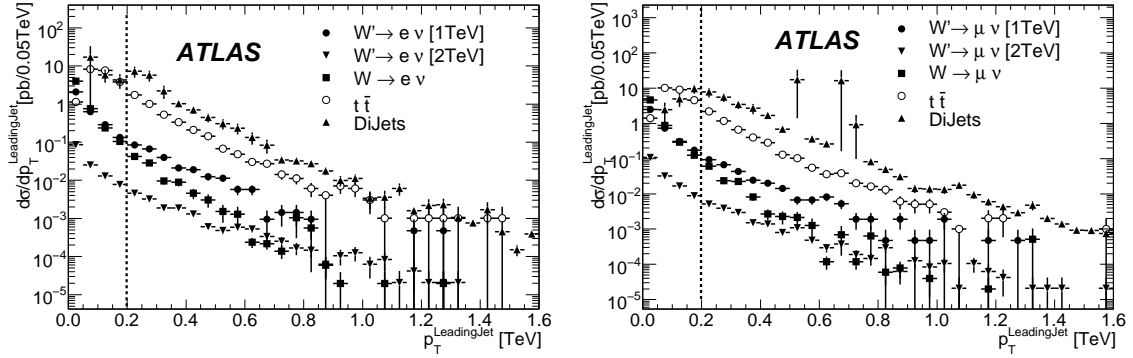 dσ/dp_T^LeadingJet [pb/0.05TeV]
10²
10
1
10⁻¹
10⁻²
10⁻³
10⁻⁴
10⁻⁵
ATLAS
W'→ e ν [1TeV]
W'→ e ν [2TeV]
W → e ν
t t̄
DiJets
0.0 0.2 0.4 0.6 0.8 1.0 1.2 1.4 1.6
p_T^LeadingJet [TeV]
dσ/dp_T^LeadingJet [pb/0.05TeV]
10³
10²
10
1
10⁻¹
10⁻²
10⁻³
10⁻⁴
10⁻⁵
ATLAS
W'→ μ ν [1TeV]
W'→ μ ν [2TeV]
W → μ ν
t t̄
DiJets
0.0 0.2 0.4 0.6 0.8 1.0 1.2 1.4 1.6
p_T^LeadingJet [TeV]